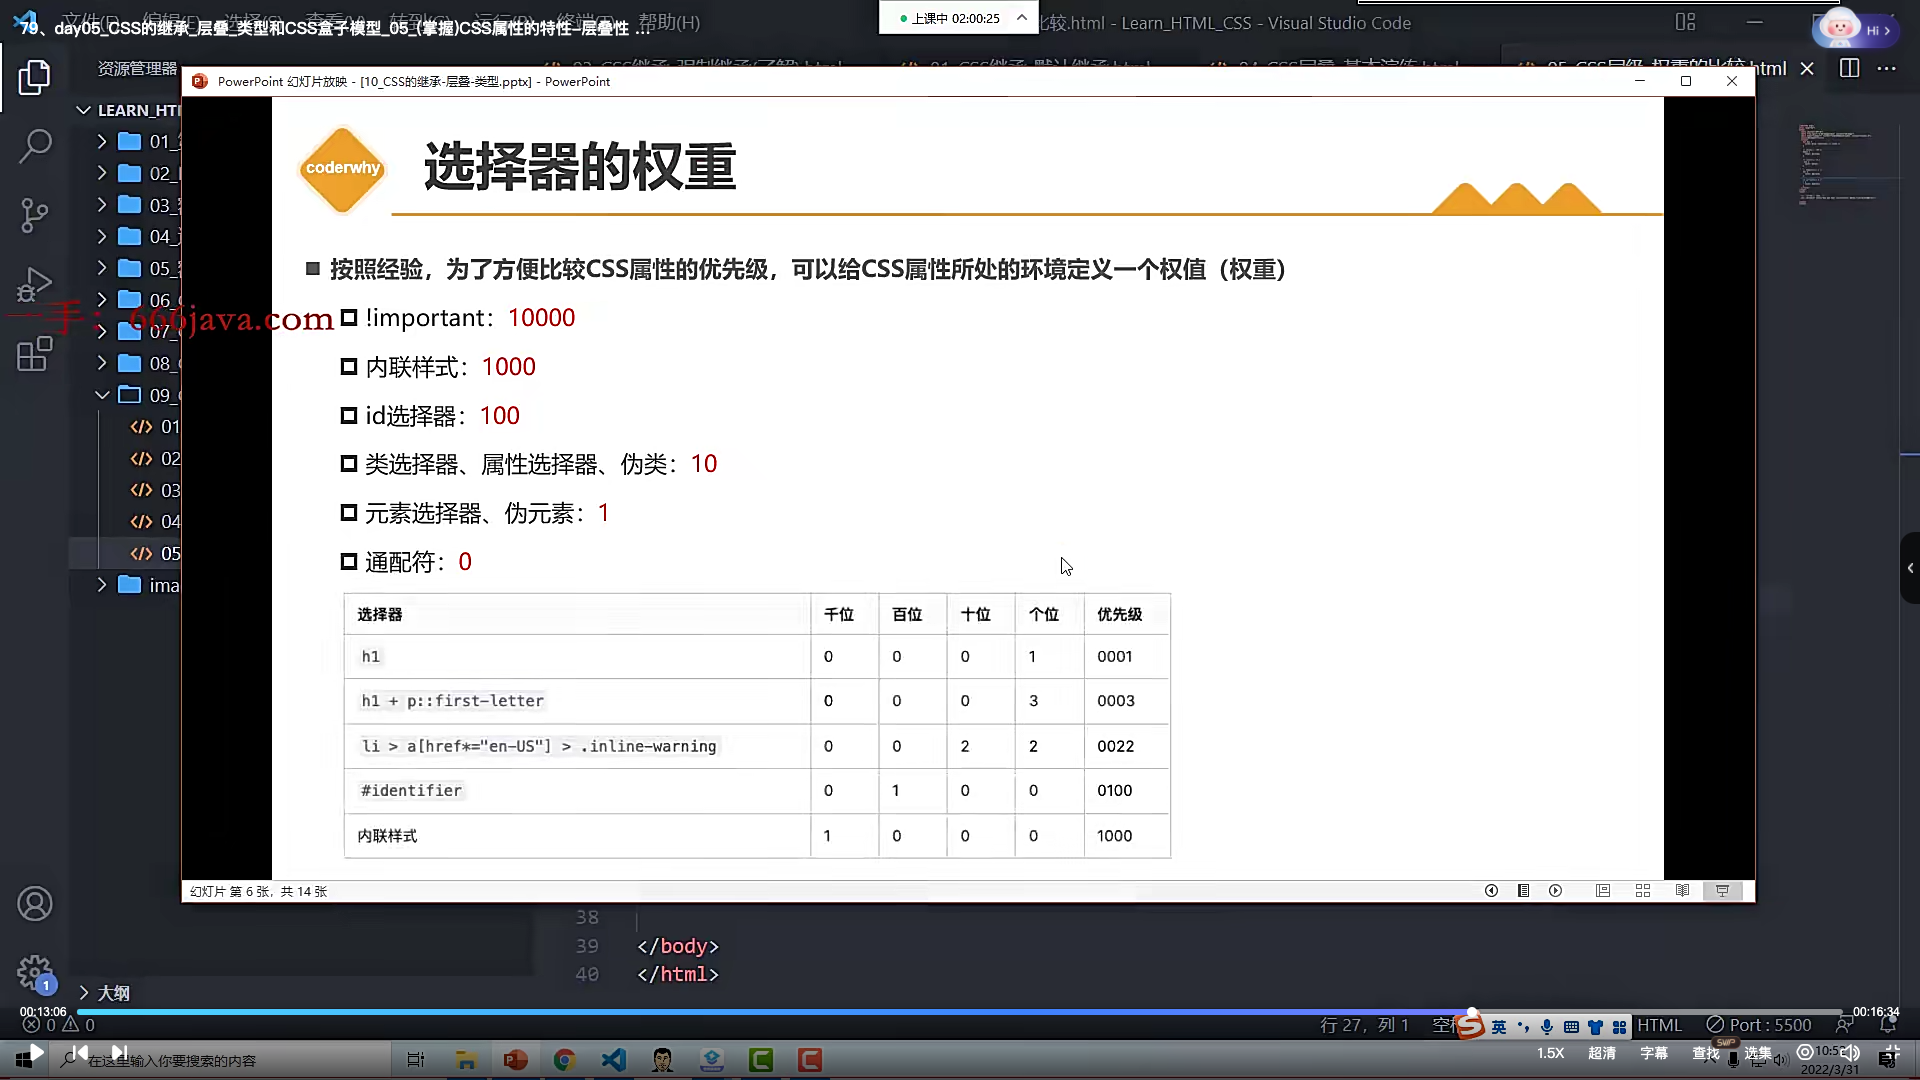 79、day05_CSS的继承_层叠_类型和CSS盒子模型_05_(掌握)CSS属性的特性–层叠性 ...
帮助(H)
上课中 02:00:25
比较.html - Learn_HTML_CSS - Visual Studio Code
Hi >
资源管理器
html
PowerPoint 幻灯片放映 - [10_CSS的继承-层叠-类型.pptx] - PowerPoint
LEARN_HT
01
02
03
04
05
06
07
08
09
01
02
03
04
05
ima
coderwhy
选择器的权重
按照经验，为了方便比较CSS属性的优先级，可以给CSS属性所处的环境定义一个权值（权重）
!important：10000
内联样式：1000
id选择器：100
类选择器、属性选择器、伪类：10
元素选择器、伪元素：1
通配符：0
一手：666java.com
选择器 千位 百位 十位 个位 优先级
h1 0 0 0 1 0001
h1 + p::first-letter 0 0 0 3 0003
li > a[href*="en-US"] > .inline-warning 0 0 2 2 0022
#identifier 0 1 0 0 0100
内联样式 1 0 0 0 1000
幻灯片 第 6 张，共 14 张
38
39 </body>
40 </html>
1
大纲
00:13:06
00:16:34
0 0
行 27，列 1
英
HTML
Port : 5500
在这里输入你要搜索的内容
1.5X
超清
字幕
查找
SWP
选集
2022/3/31